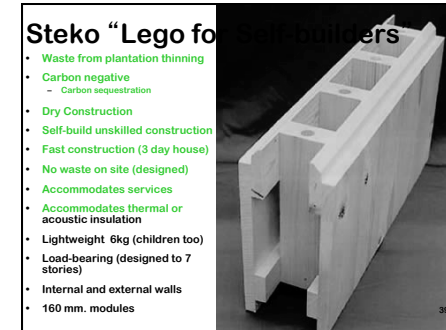 Steko “Lego for Self-builders”
• Waste from plantation thinning
• Carbon negative
– Carbon sequestration
• Dry Construction
• Self-build unskilled construction
• Fast construction (3 day house)
• No waste on site (designed)
• Accommodates services
• Accommodates thermal or
acoustic insulation
• Lightweight 6kg (children too)
• Load-bearing (designed to 7
stories)
• Internal and external walls
• 160 mm. modules
39